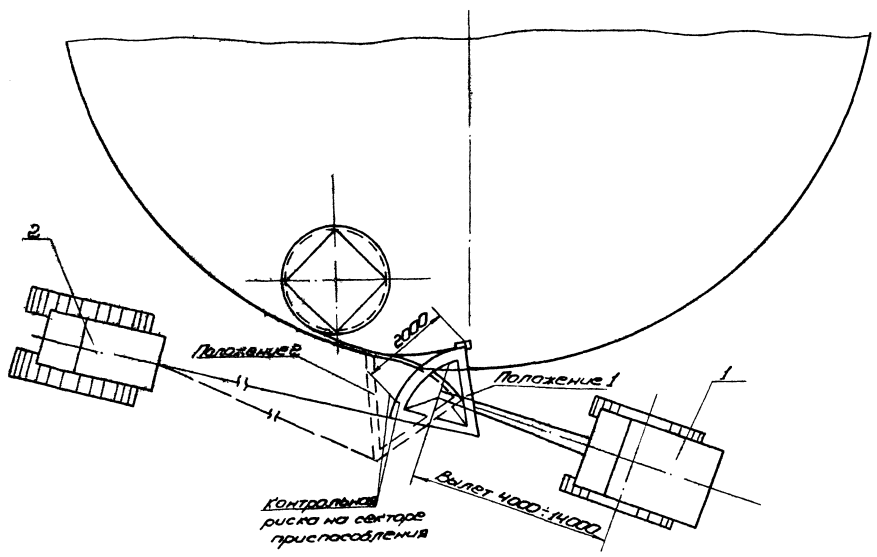 2
2000
Положение 2
Положение 1
1
Вылет 4000÷14000
Контрольная
риска на секторе
приспособления